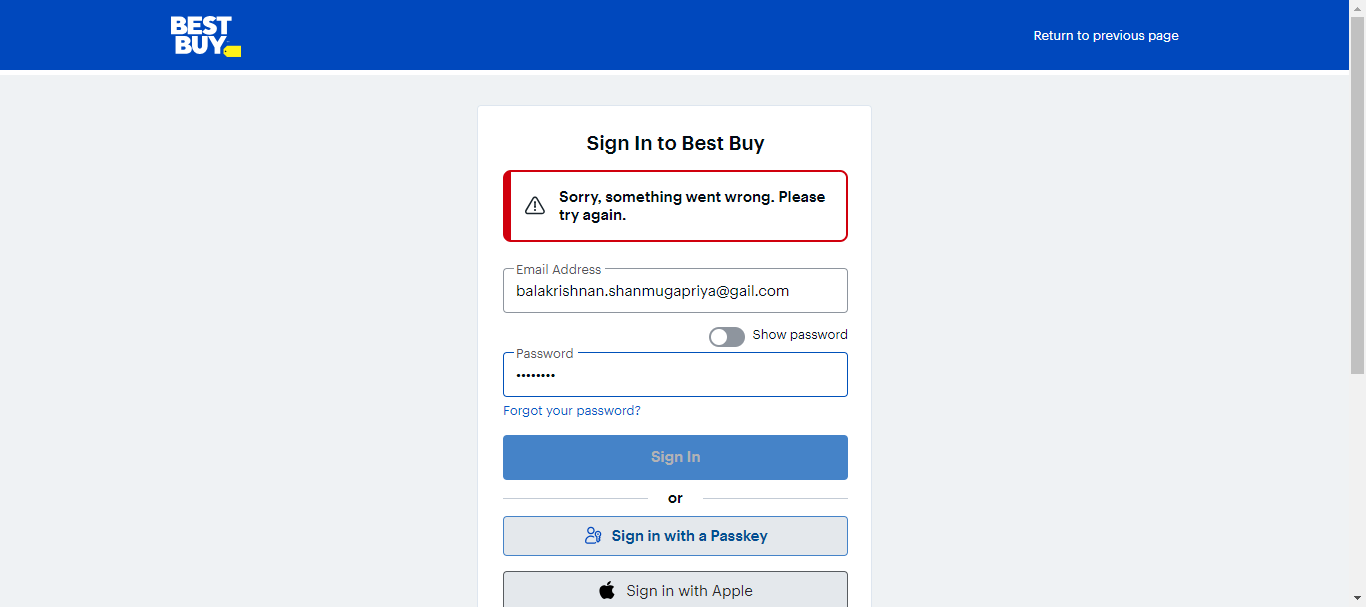 BEST
BUY
Return to previous page
Sign In to Best Buy
Sorry, something went wrong. Please
try again.
Email Address
balakrishnan.shanmugapriya@gail.com
Show password
Password
••••••••
Forgot your password?
Sign In
or
Sign in with a Passkey
Sign in with Apple